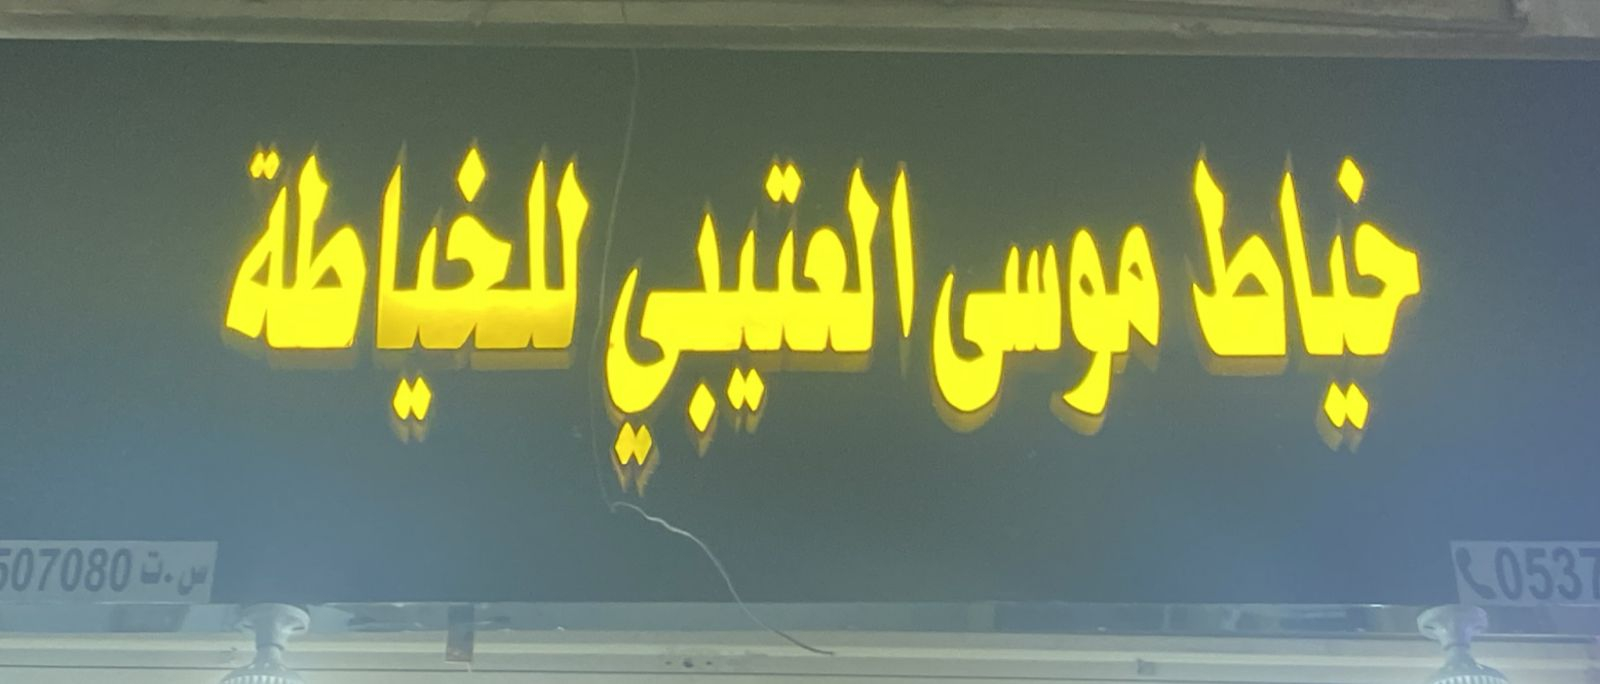 خياط موسى العتيبي للخياطة
س.ت 507080
0537